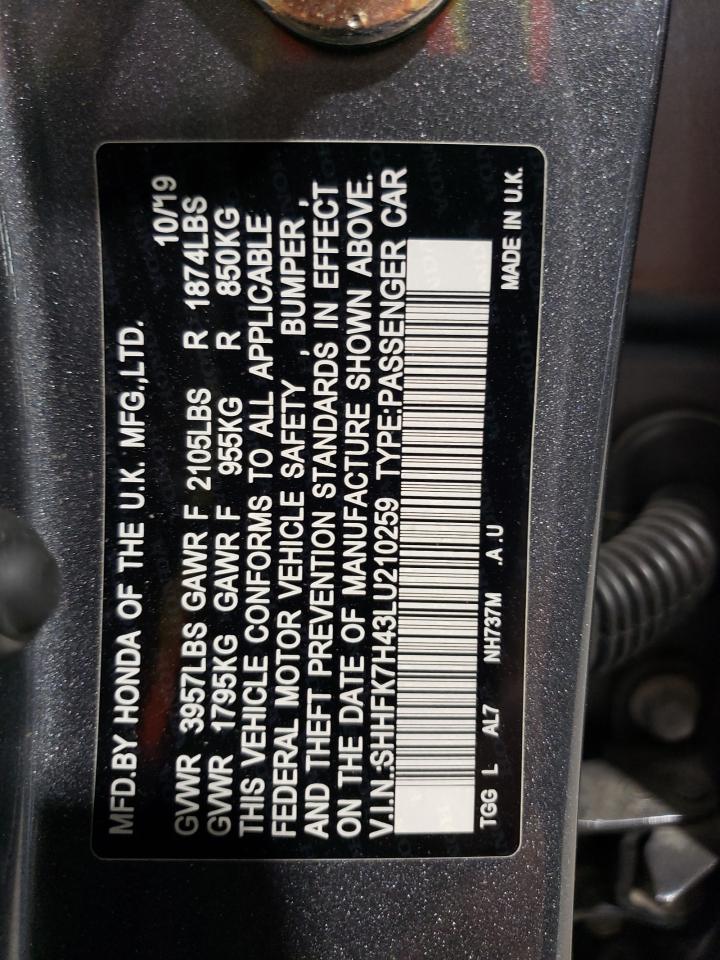 MFD.BY HONDA OF THE U.K. MFG.,LTD. 10/19
GVWR 3957LBS GAWR F 2105LBS R 1874LBS
GVWR 1795KG GAWR F 955KG R 850KG
THIS VEHICLE CONFORMS TO ALL APPLICABLE
FEDERAL MOTOR VEHICLE SAFETY , BUMPER ,
AND THEFT PREVENTION STANDARDS IN EFFECT
ON THE DATE OF MANUFACTURE SHOWN ABOVE.
V.I.N.:SHHFK7H43LU210259 TYPE:PASSENGER CAR
TGG L AL7 NH737M .A.U MADE IN U.K.